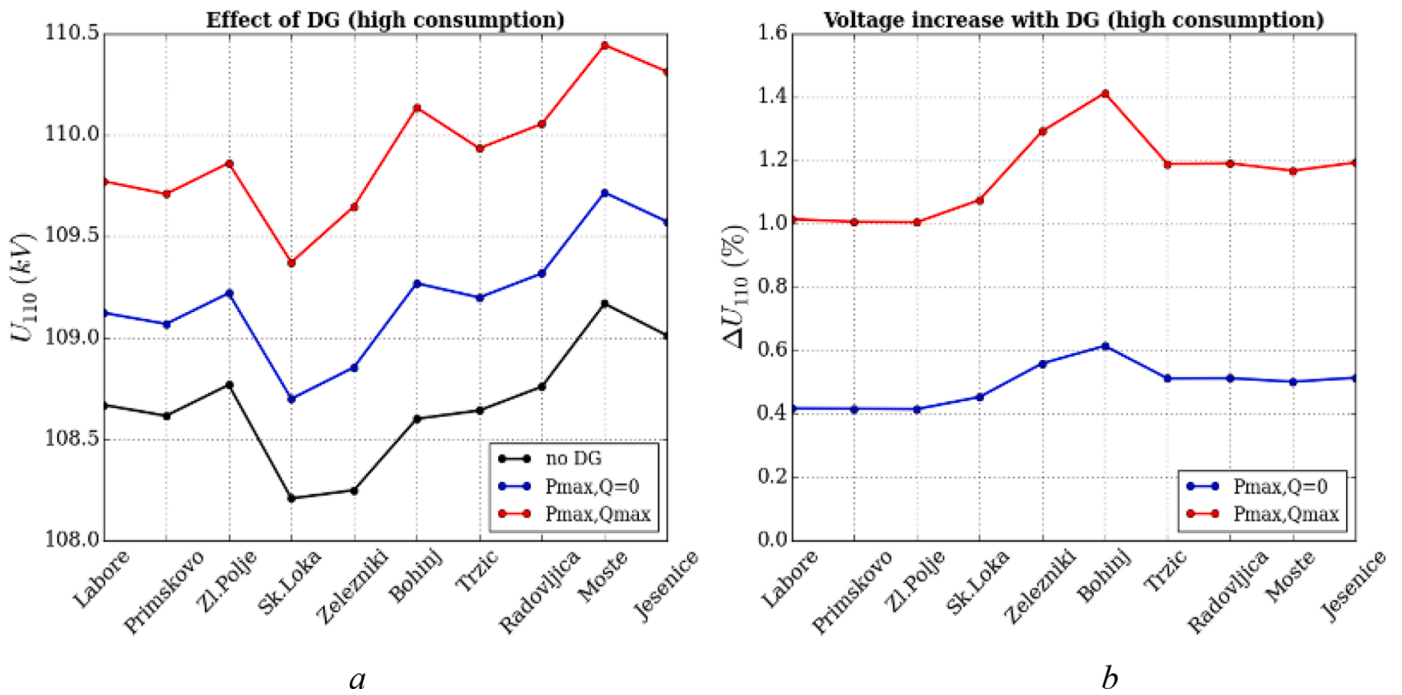 Effect of DG (high consumption)
110.5
110.0
109.5
109.0
108.5
108.0
U₁₁₀ (kV)
no DG
Pmax,Q=0
Pmax,Qmax
Labore
Primskovo
Zl.Polje
Sk.Loka
Zelezniki
Bohinj
Trzic
Radovljica
Moste
Jesenice
a
Voltage increase with DG (high consumption)
1.6
1.4
1.2
1.0
0.8
0.6
0.4
0.2
0.0
ΔU₁₁₀ (%)
Pmax,Q=0
Pmax,Qmax
Labore
Primskovo
Zl.Polje
Sk.Loka
Zelezniki
Bohinj
Trzic
Radovljica
Moste
Jesenice
b